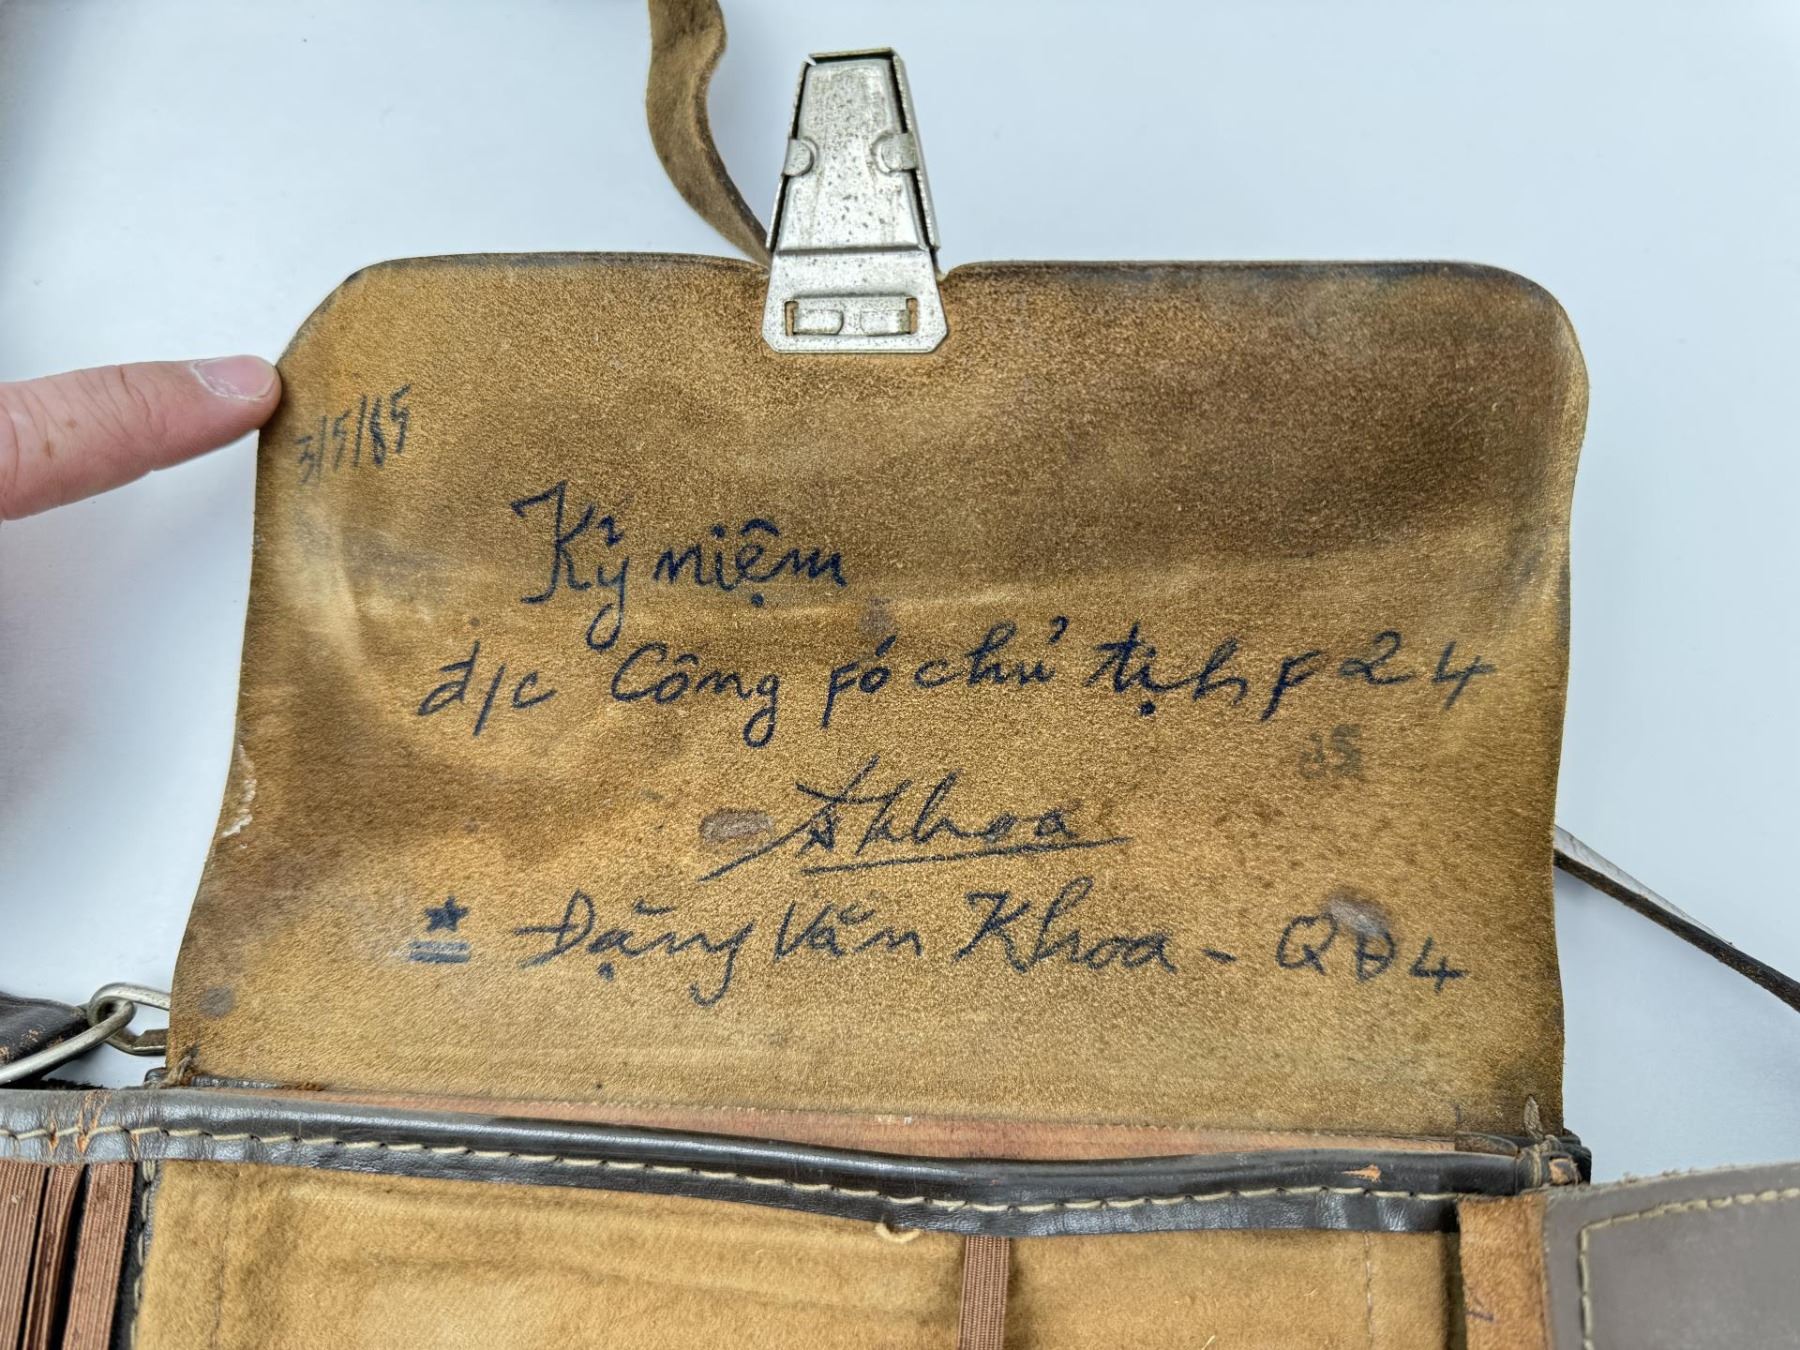 3/5/85
Kỷ niệm
đ/c Công fó chủ tịch F 24
Khoa
Đặng Văn Khoa - QĐ4